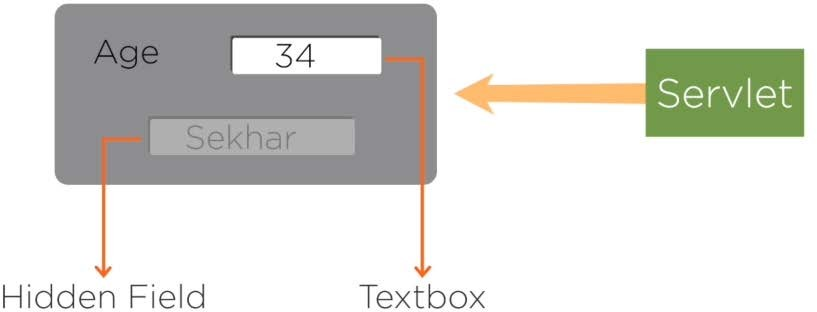 Age
34
Servlet
Sekhar
Hidden Field
Textbox